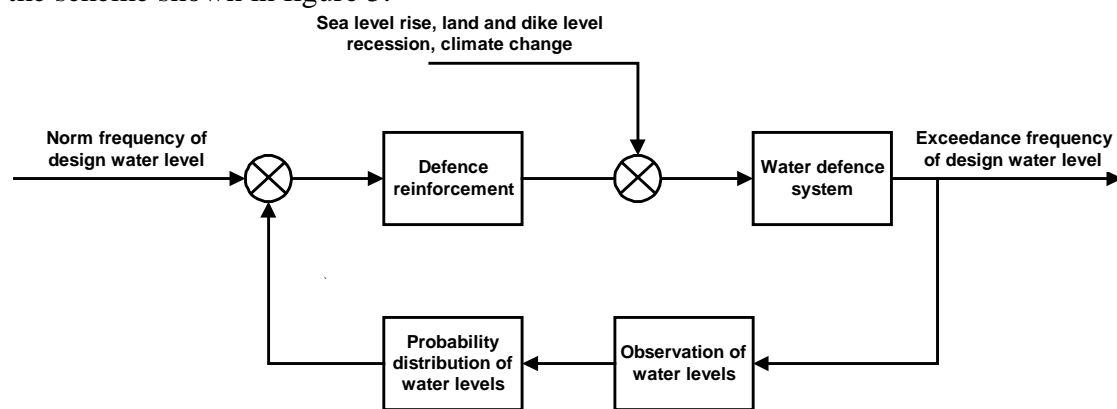 the scheme shown in figure 3.
Sea level rise, land and dike level
recession, climate change
Norm frequency of
design water level
Defence
reinforcement
Water defence
system
Exceedance frequency
of design water level
Probability
distribution of
water levels
Observation of
water levels